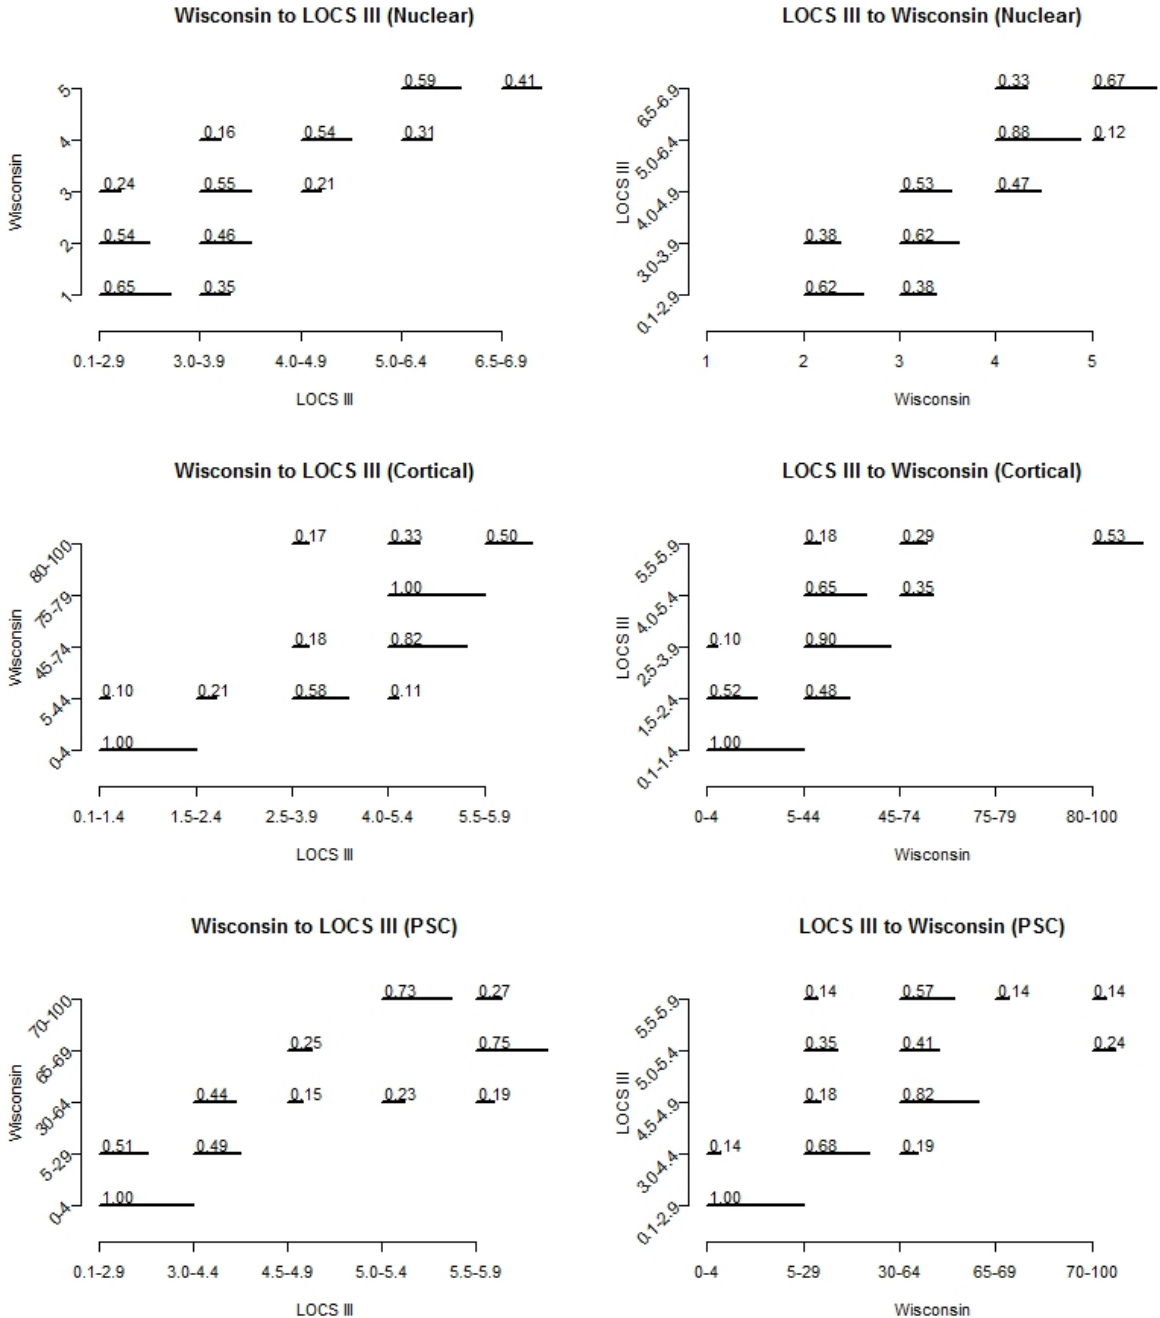 Wisconsin to LOCS III (Nuclear)
5 0.59 0.41
4 0.16 0.54 0.31
3 0.24 0.55 0.21
2 0.54 0.46
1 0.65 0.35
Wisconsin
0.1-2.9 3.0-3.9 4.0-4.9 5.0-6.4 6.5-6.9
LOCS III
LOCS III to Wisconsin (Nuclear)
6.5-6.9 0.33 0.67
5.0-6.4 0.88 0.12
4.0-4.9 0.53 0.47
3.0-3.9 0.38 0.62
0.1-2.9 0.62 0.38
LOCS III
1 2 3 4 5
Wisconsin
Wisconsin to LOCS III (Cortical)
80-100 0.17 0.33 0.50
75-79 1.00
45-74 0.18 0.82
5-44 0.10 0.21 0.58 0.11
0-4 1.00
Wisconsin
0.1-1.4 1.5-2.4 2.5-3.9 4.0-5.4 5.5-5.9
LOCS III
LOCS III to Wisconsin (Cortical)
5.5-5.9 0.18 0.29 0.53
4.0-5.4 0.65 0.35
2.5-3.9 0.10 0.90
1.5-2.4 0.52 0.48
0.1-1.4 1.00
LOCS III
0-4 5-44 45-74 75-79 80-100
Wisconsin
Wisconsin to LOCS III (PSC)
70-100 0.73 0.27
65-69 0.25 0.75
30-64 0.44 0.15 0.23 0.19
5-29 0.51 0.49
0-4 1.00
Wisconsin
0.1-2.9 3.0-4.4 4.5-4.9 5.0-5.4 5.5-5.9
LOCS III
LOCS III to Wisconsin (PSC)
5.5-5.9 0.14 0.57 0.14 0.14
5.0-5.4 0.35 0.41 0.24
4.5-4.9 0.18 0.82
3.0-4.4 0.14 0.68 0.19
0.1-2.9 1.00
LOCS III
0-4 5-29 30-64 65-69 70-100
Wisconsin